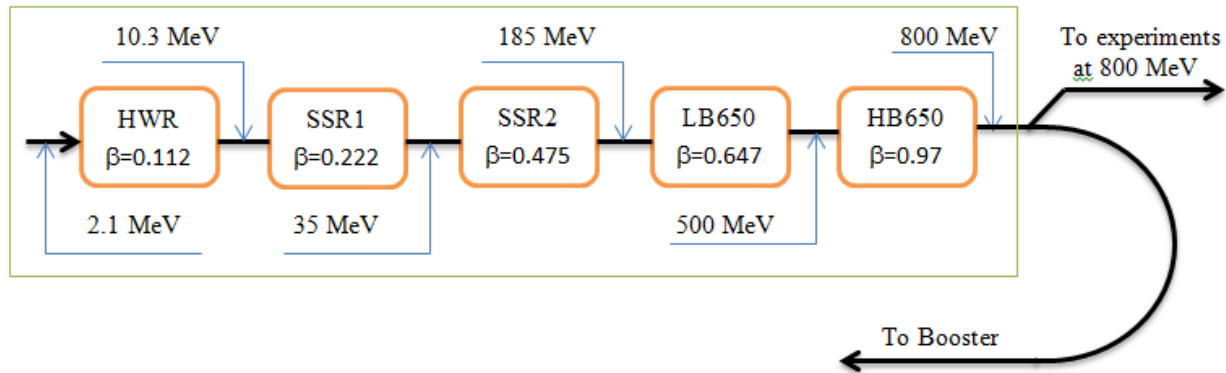 10.3 MeV
185 MeV
800 MeV
To experiments
at 800 MeV
HWR
β=0.112
SSR1
β=0.222
SSR2
β=0.475
LB650
β=0.647
HB650
β=0.97
2.1 MeV
35 MeV
500 MeV
To Booster